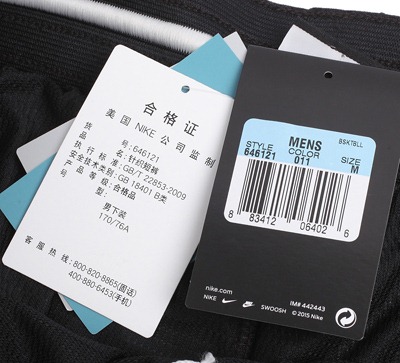 合格证
美国 NIKE 公司监制
货号: 646121
品名: 针织短裤
执行标准: GB/T 22853-2009
安全技术类别: GB 18401 B类
等级: 合格品
男下装
170/76A
客服热线: 800-820-8865(固话)
400-880-6453(手机)
BSKTBLL
STYLE
646121
MENS
COLOR
011
SIZE
M
8 83412 06402 6
nike.com
NIKE
SWOOSH
IM# 442443
© 2015 Nike